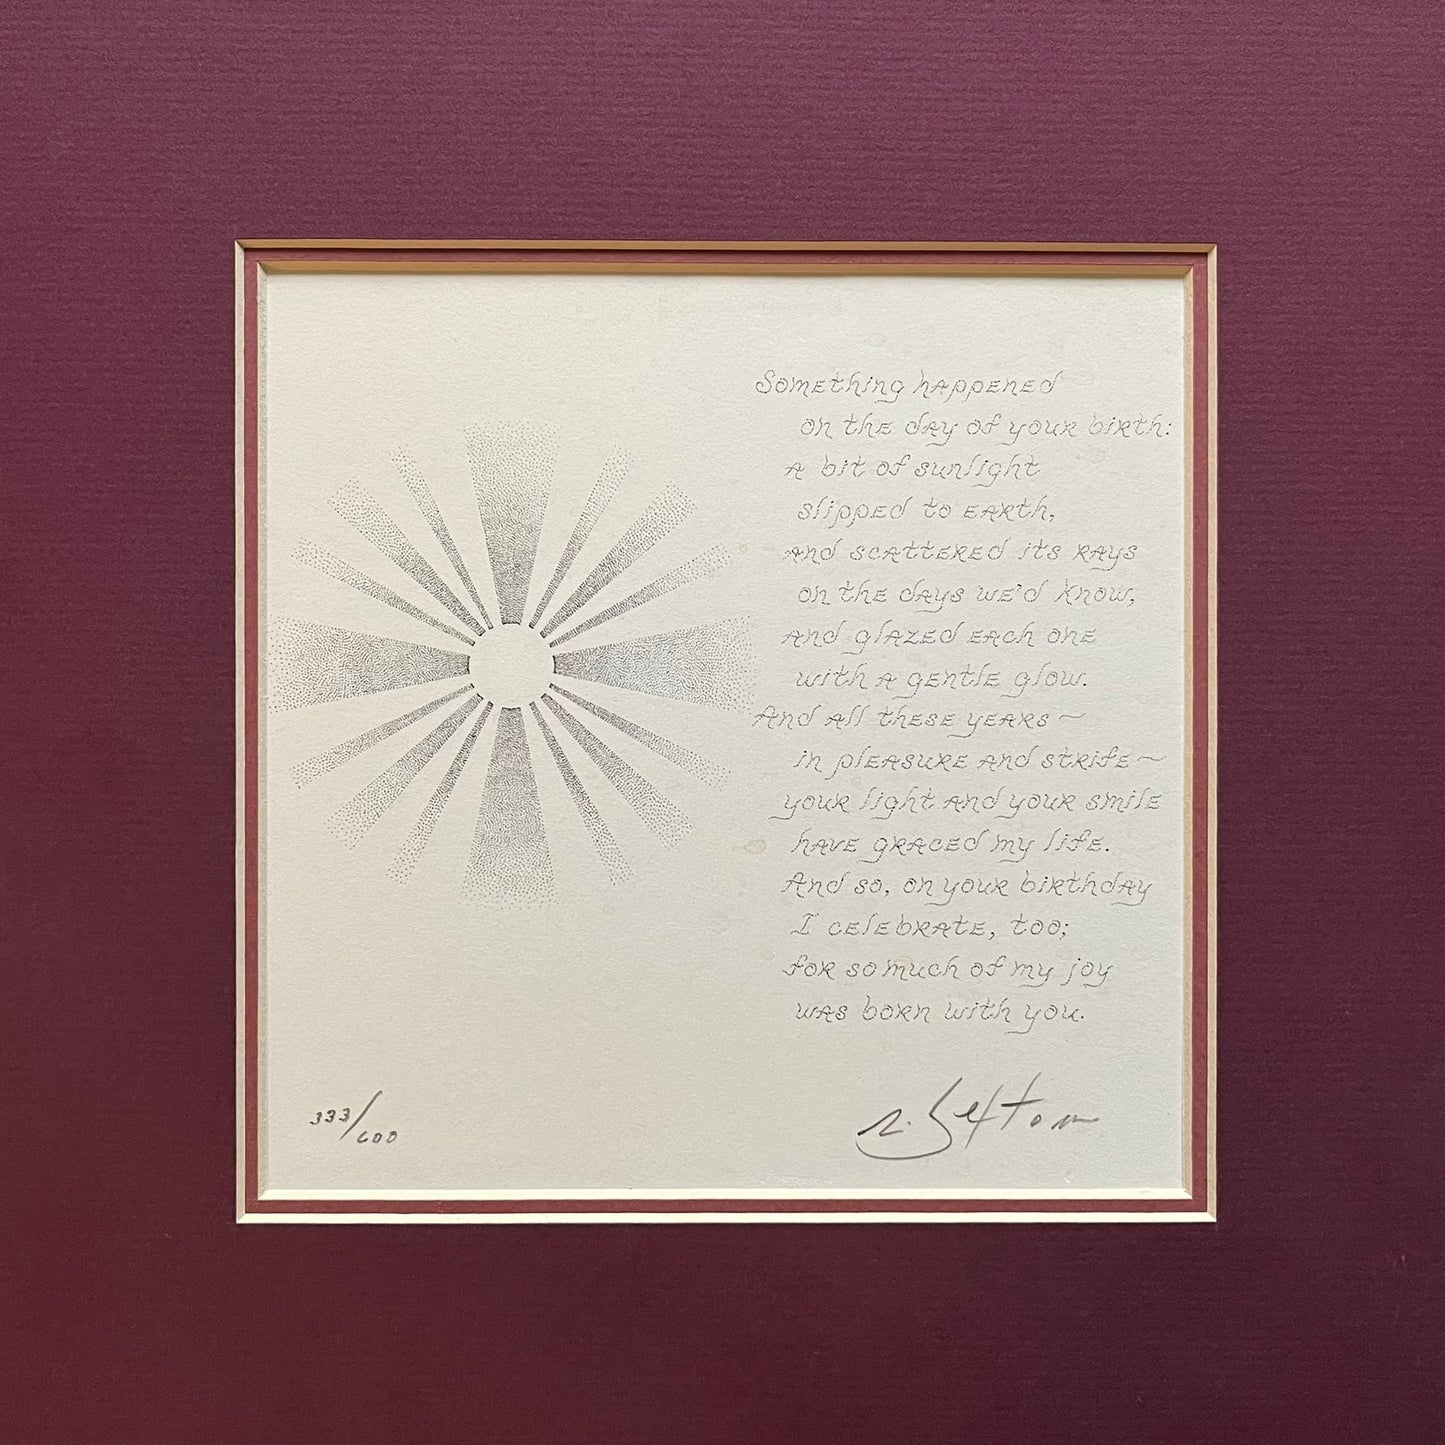 Something happened
on the day of your birth:
A bit of sunlight
slipped to earth,
And scattered its rays
on the days we'd know,
And glazed each one
with a gentle glow.
And all these years~
in pleasure and strife~
your light and your smile
have graced my life.
And so, on your birthday
I celebrate, too;
for so much of my joy
was born with you.
333/600
r. Sexton